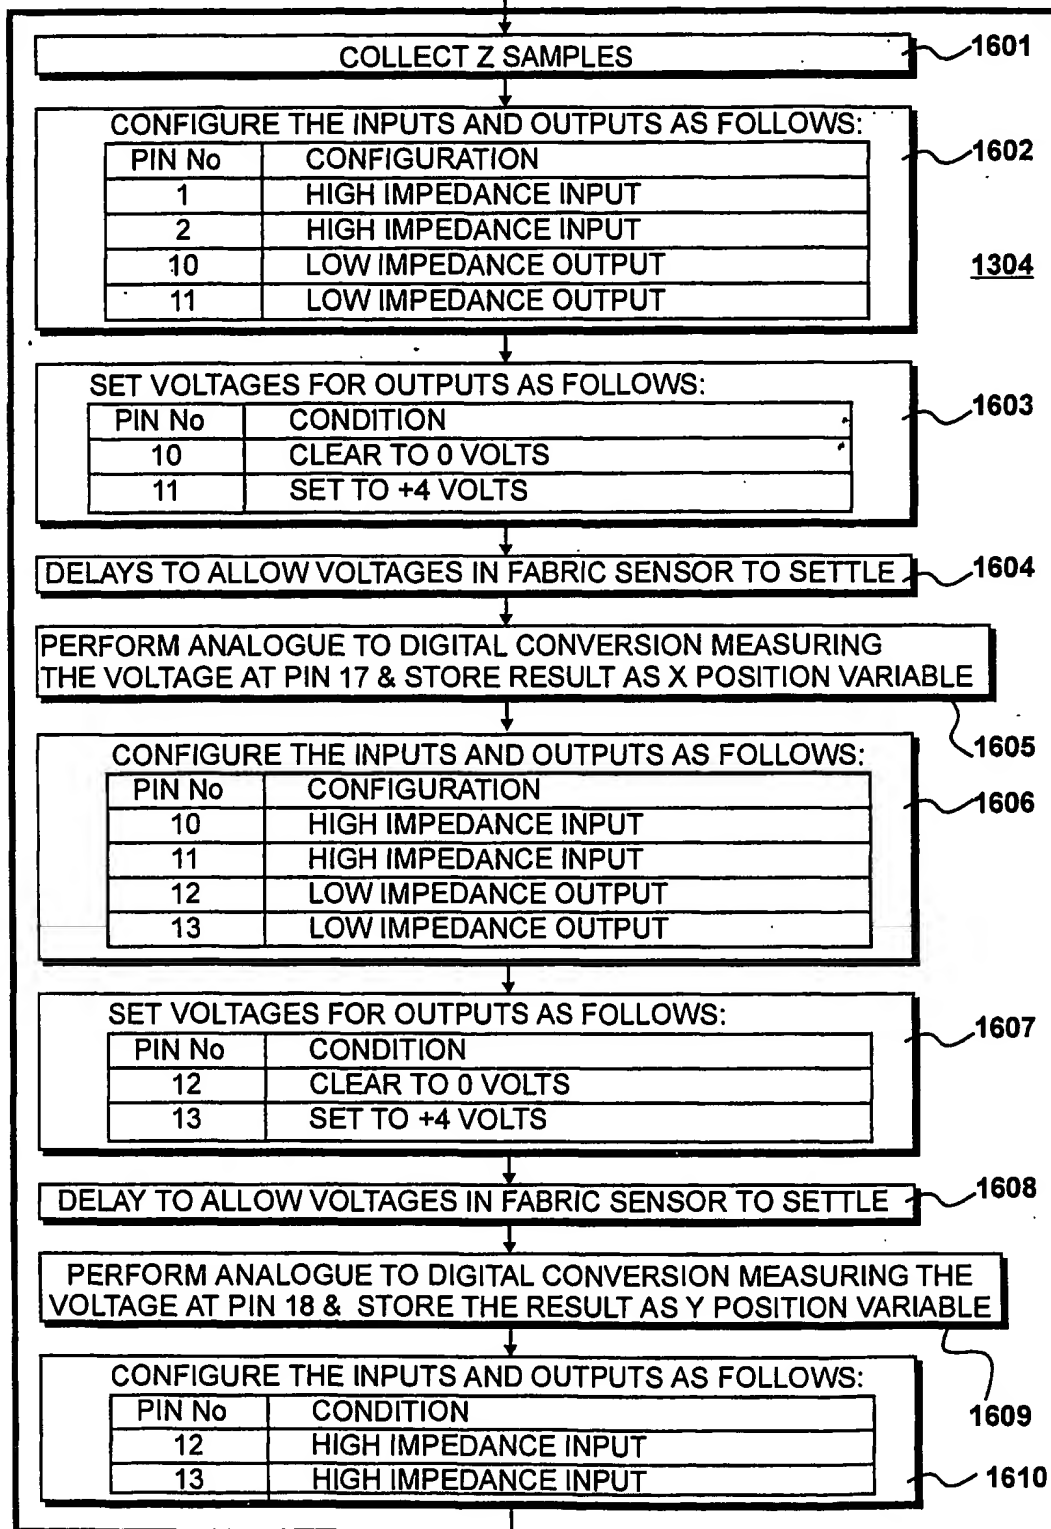 COLLECT Z SAMPLES
1601
CONFIGURE THE INPUTS AND OUTPUTS AS FOLLOWS:
1602
PIN No CONFIGURATION
1 HIGH IMPEDANCE INPUT
2 HIGH IMPEDANCE INPUT
10 LOW IMPEDANCE OUTPUT
11 LOW IMPEDANCE OUTPUT
1304
SET VOLTAGES FOR OUTPUTS AS FOLLOWS:
1603
PIN No CONDITION
10 CLEAR TO 0 VOLTS
11 SET TO +4 VOLTS
DELAYS TO ALLOW VOLTAGES IN FABRIC SENSOR TO SETTLE
1604
PERFORM ANALOGUE TO DIGITAL CONVERSION MEASURING
THE VOLTAGE AT PIN 17 & STORE RESULT AS X POSITION VARIABLE
1605
CONFIGURE THE INPUTS AND OUTPUTS AS FOLLOWS:
1606
PIN No CONFIGURATION
10 HIGH IMPEDANCE INPUT
11 HIGH IMPEDANCE INPUT
12 LOW IMPEDANCE OUTPUT
13 LOW IMPEDANCE OUTPUT
SET VOLTAGES FOR OUTPUTS AS FOLLOWS:
1607
PIN No CONDITION
12 CLEAR TO 0 VOLTS
13 SET TO +4 VOLTS
DELAY TO ALLOW VOLTAGES IN FABRIC SENSOR TO SETTLE
1608
PERFORM ANALOGUE TO DIGITAL CONVERSION MEASURING THE
VOLTAGE AT PIN 18 & STORE THE RESULT AS Y POSITION VARIABLE
1609
CONFIGURE THE INPUTS AND OUTPUTS AS FOLLOWS:
PIN No CONDITION
12 HIGH IMPEDANCE INPUT
13 HIGH IMPEDANCE INPUT
1610